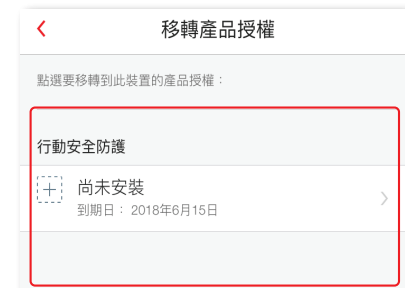 移轉產品授權
點選要移轉到此裝置的產品授權：
行動安全防護
尚未安裝
到期日： 2018年6月15日